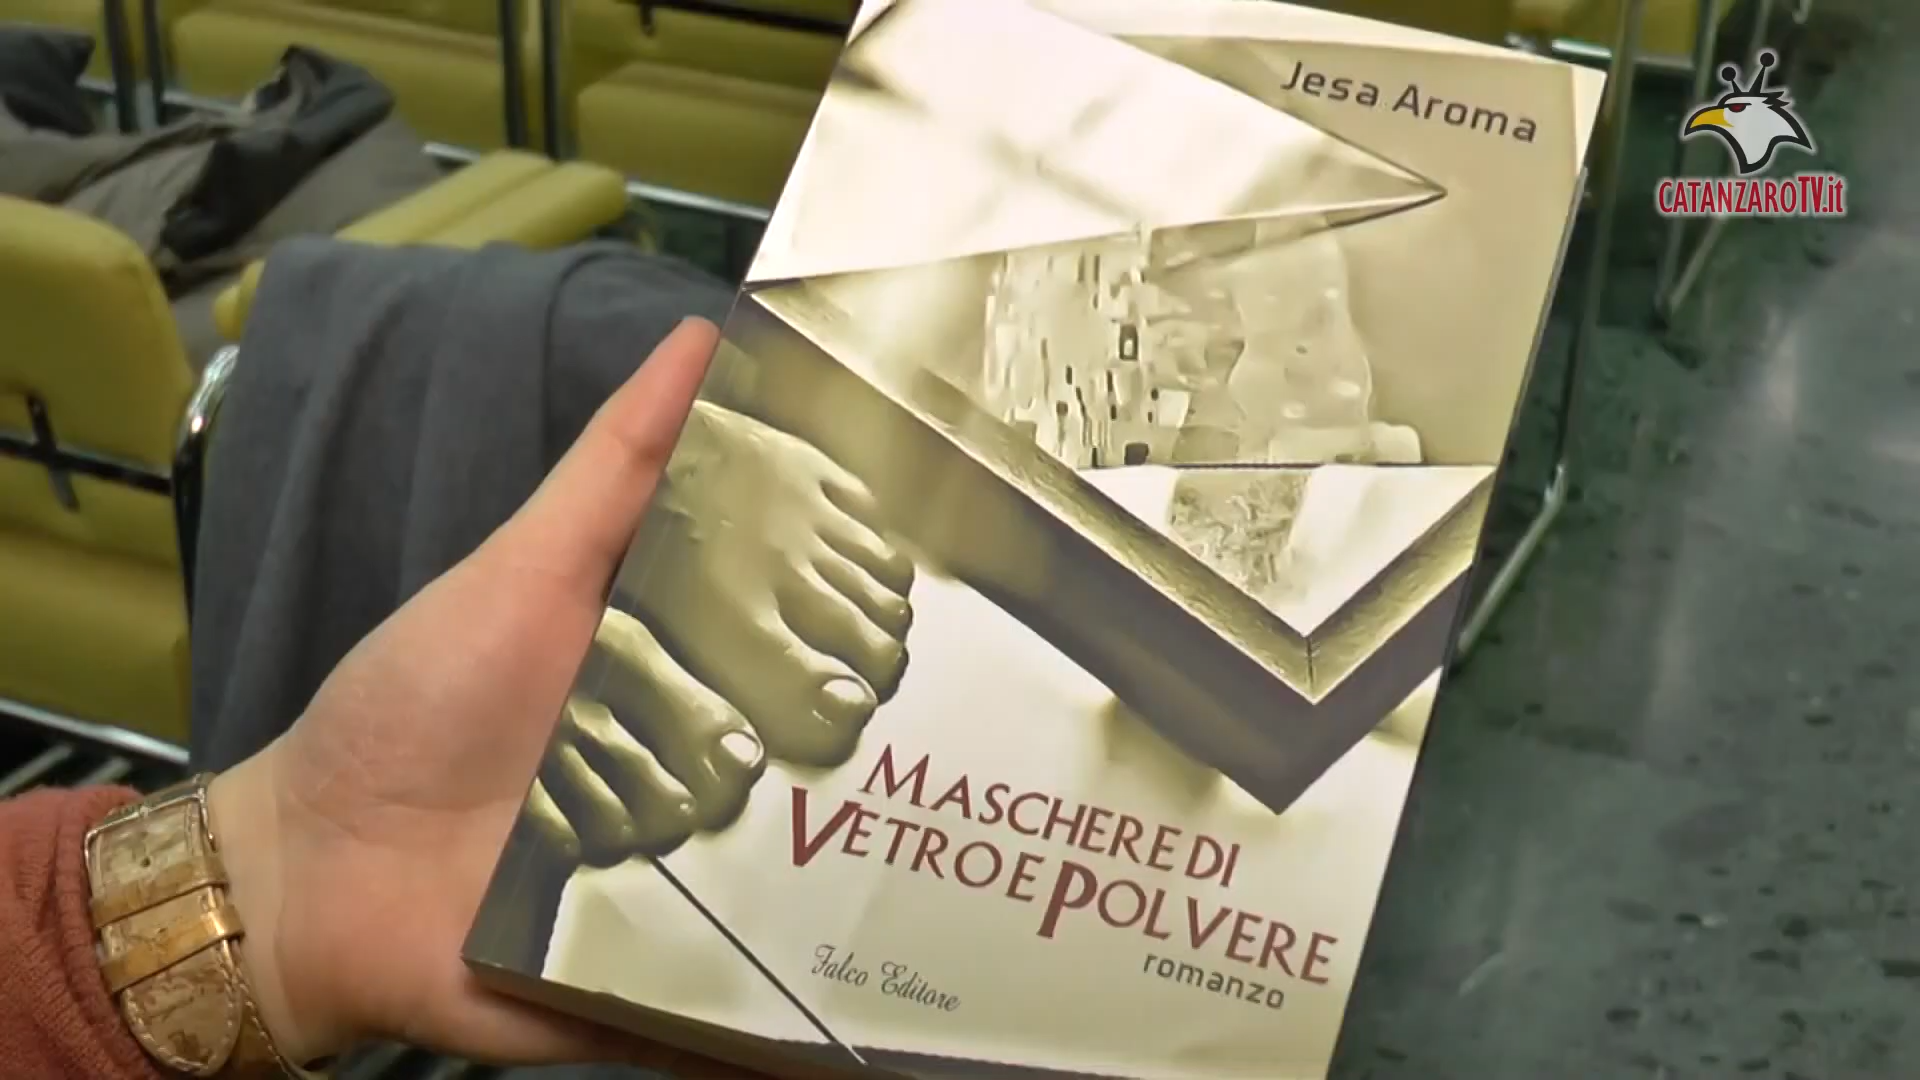 Jesa Aroma
CATANZAROTV.it
MASCHERE DI
VETRO E POLVERE
romanzo
Falco Editore